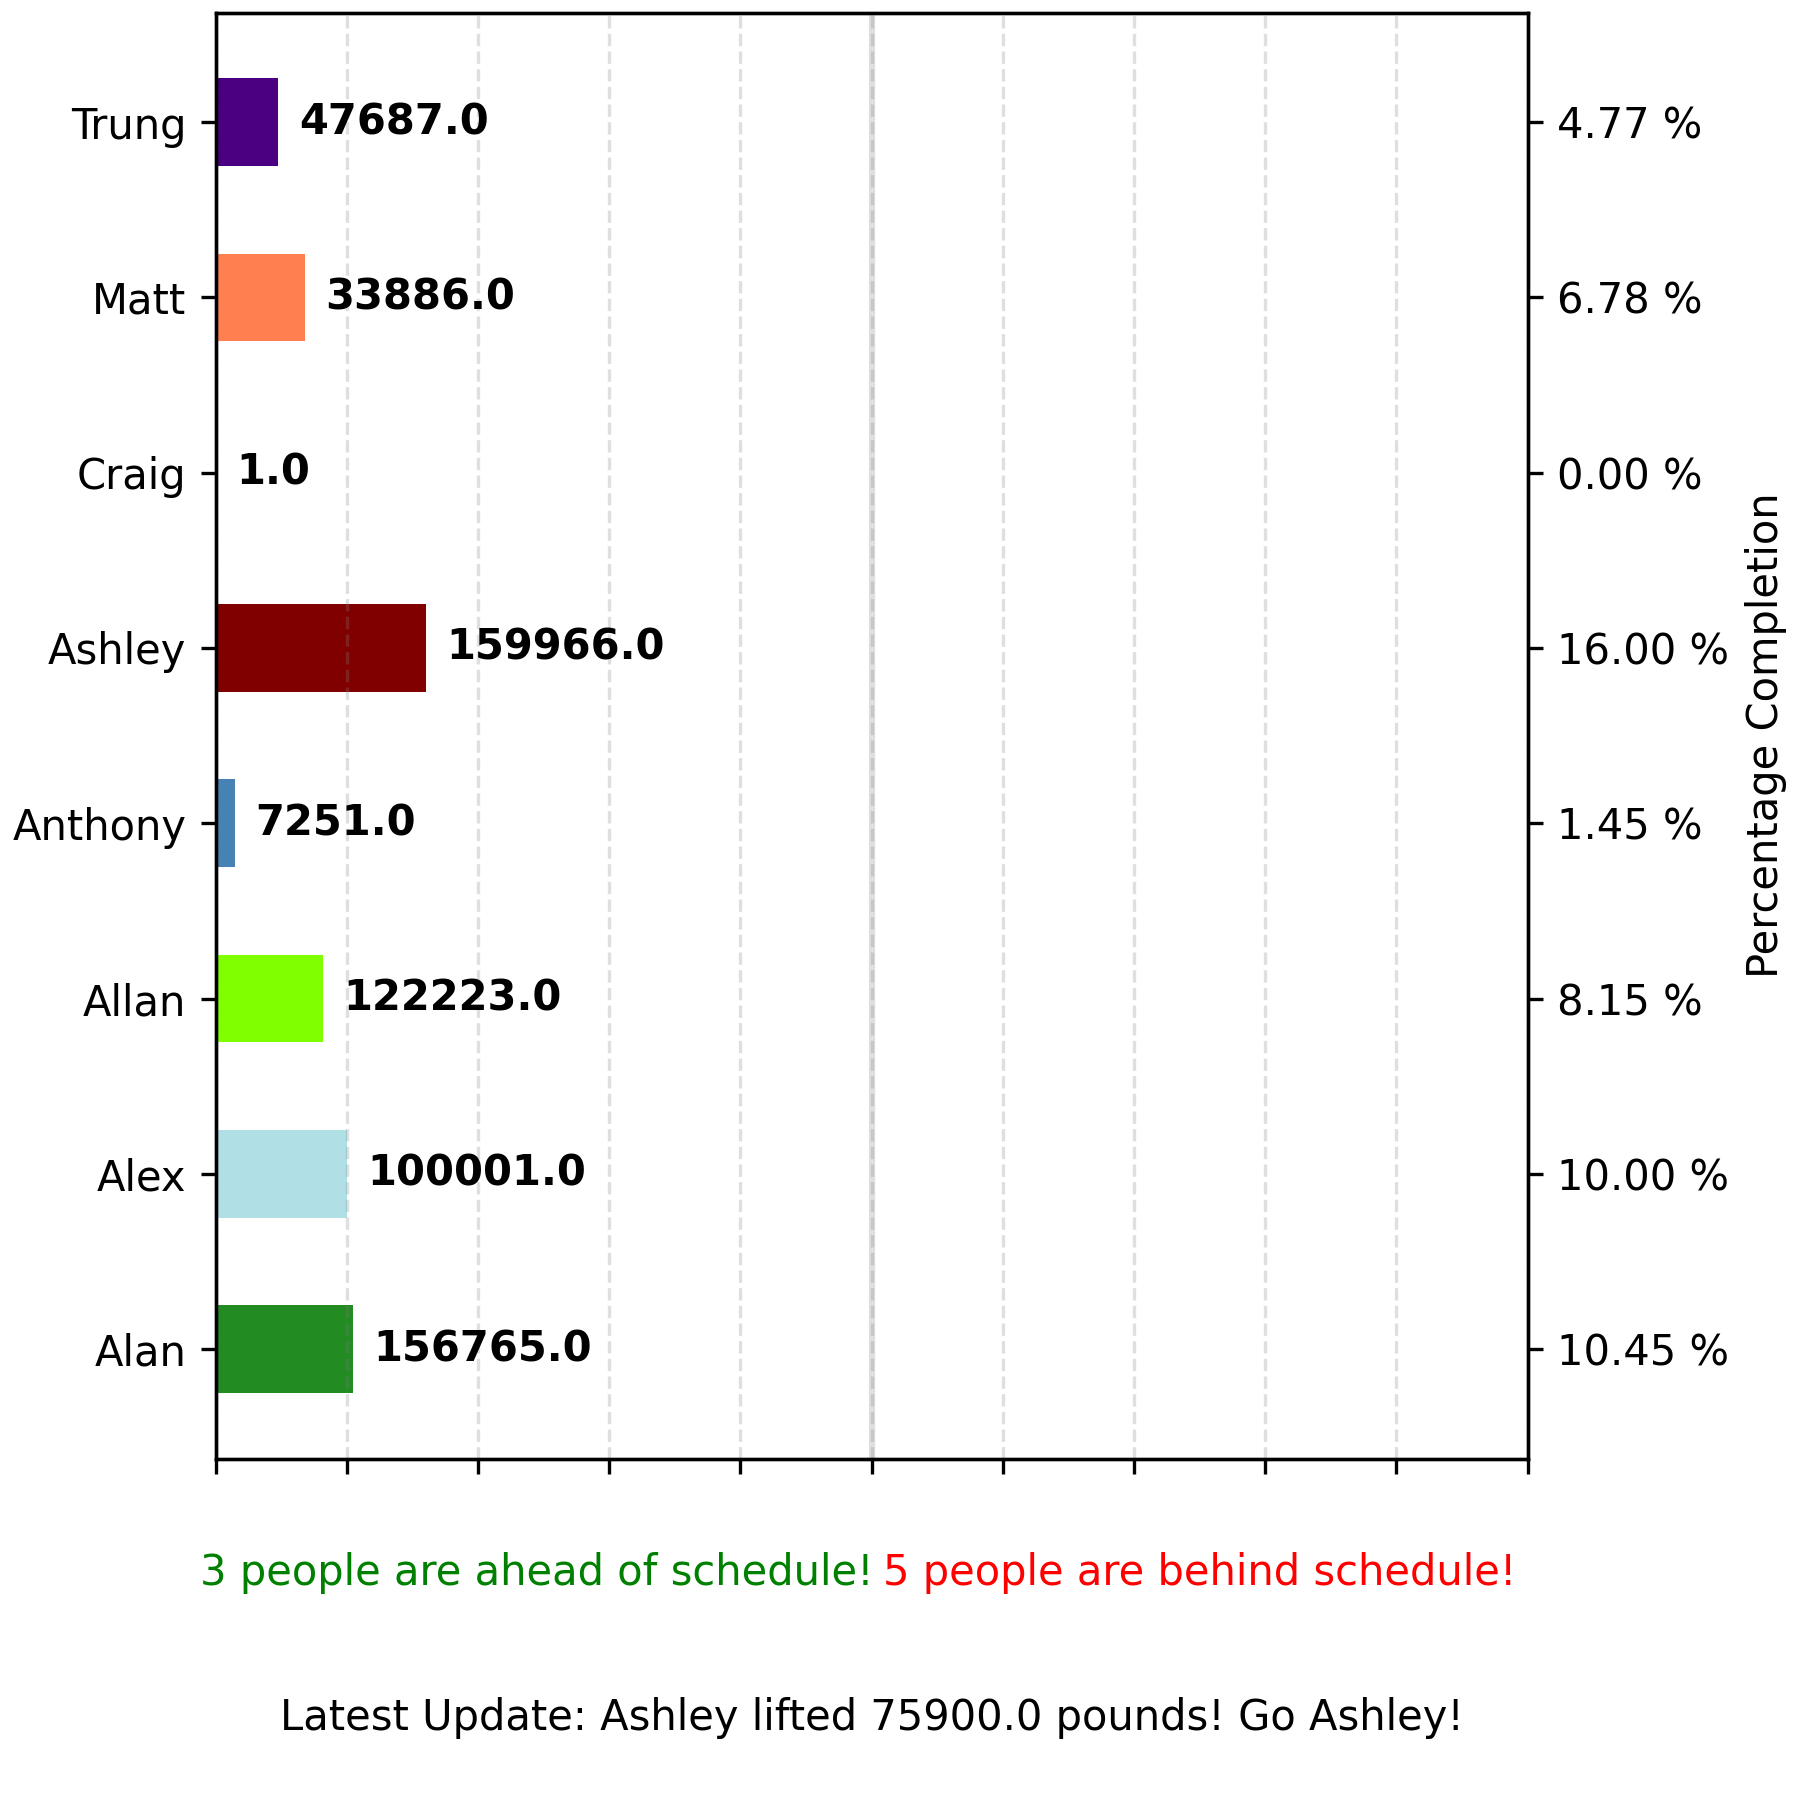 Trung 47687.0 4.77 %
Matt 33886.0 6.78 %
Craig 1.0 0.00 %
Ashley 159966.0 16.00 %
Anthony 7251.0 1.45 %
Allan 122223.0 8.15 %
Alex 100001.0 10.00 %
Alan 156765.0 10.45 %
Percentage Completion
3 people are ahead of schedule! 5 people are behind schedule!
Latest Update: Ashley lifted 75900.0 pounds! Go Ashley!